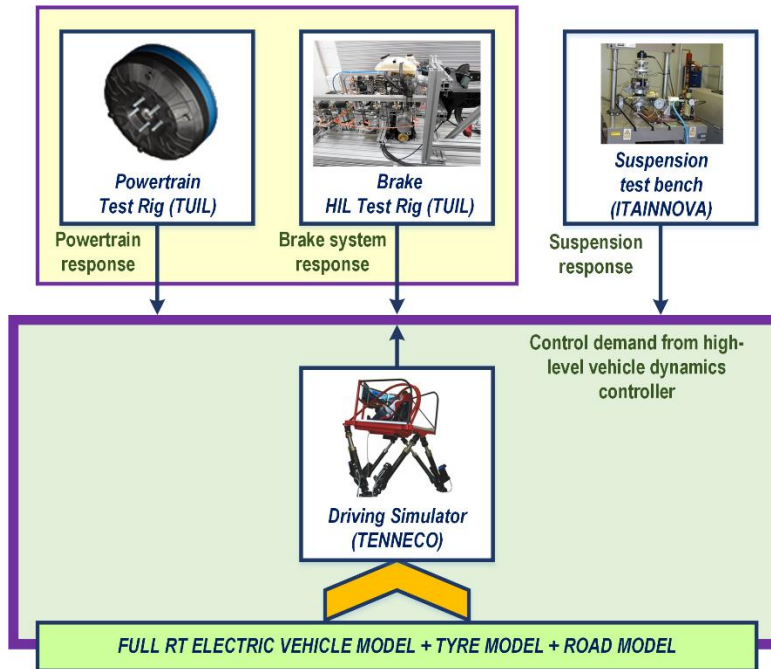 Powertrain
Test Rig (TUIL)
Brake
HIL Test Rig (TUIL)
Suspension
test bench
(ITAINNOVA)
Powertrain
response
Brake system
response
Suspension
response
Control demand from high-
level vehicle dynamics
controller
Driving Simulator
(TENNECO)
FULL RT ELECTRIC VEHICLE MODEL + TYRE MODEL + ROAD MODEL